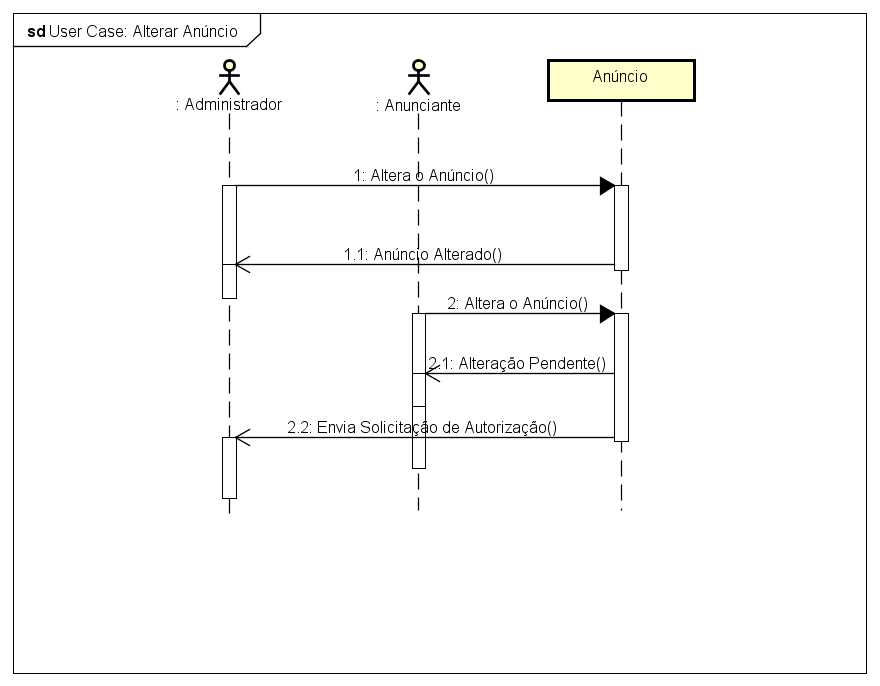 sd User Case: Alterar Anúncio
: Administrador
: Anunciante
Anúncio
1: Altera o Anúncio()
1.1: Anúncio Alterado()
2: Altera o Anúncio()
2.1: Alteração Pendente()
2.2: Envia Solicitação de Autorização()